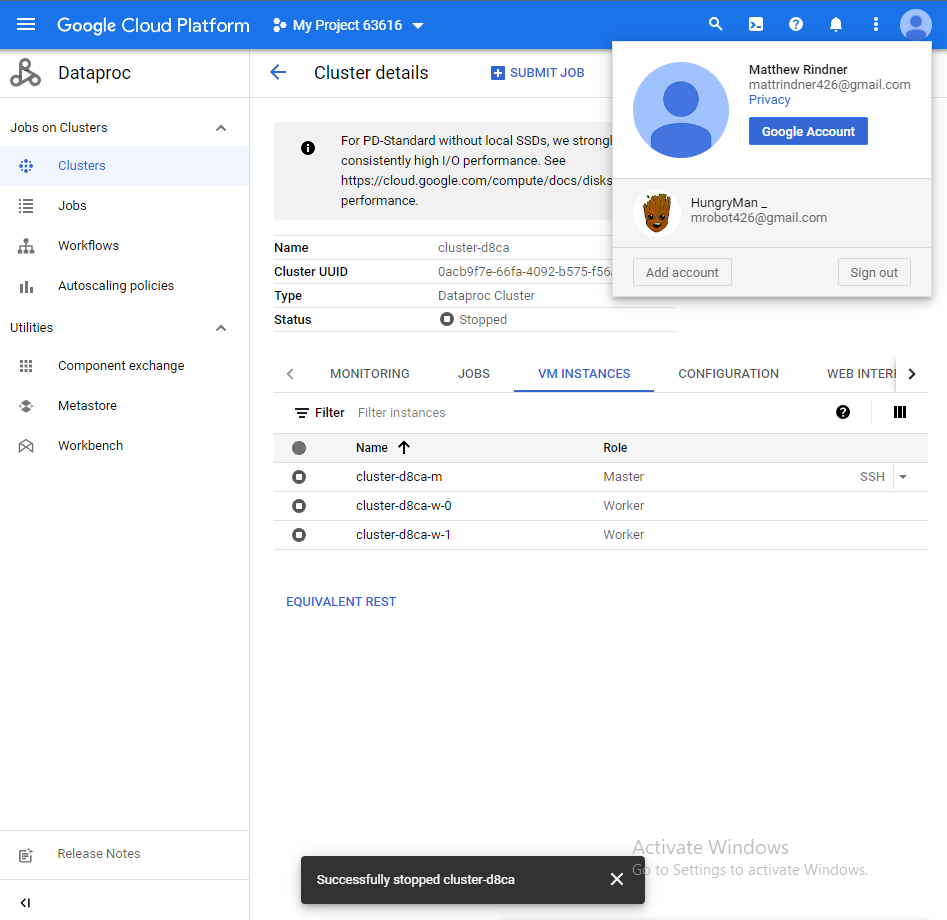 Google Cloud Platform
My Project 63616
Matthew Rindner
mattrindner426@gmail.com
Privacy
Google Account
HungryMan _
mrobot426@gmail.com
Add account
Sign out
Dataproc
Jobs on Clusters
Clusters
Jobs
Workflows
Autoscaling policies
Utilities
Component exchange
Metastore
Workbench
Release Notes
Cluster details
SUBMIT JOB
For PD-Standard without local SSDs, we strongl
consistently high I/O performance. See
https://cloud.google.com/compute/docs/disks
performance.
Name cluster-d8ca
Cluster UUID 0acb9f7e-66fa-4092-b575-f56
Type Dataproc Cluster
Status Stopped
MONITORING JOBS VM INSTANCES CONFIGURATION WEB INTER
Filter Filter instances
Name Role
cluster-d8ca-m Master SSH
cluster-d8ca-w-0 Worker
cluster-d8ca-w-1 Worker
EQUIVALENT REST
Activate Windows
Go to Settings to activate Windows.
Successfully stopped cluster-d8ca